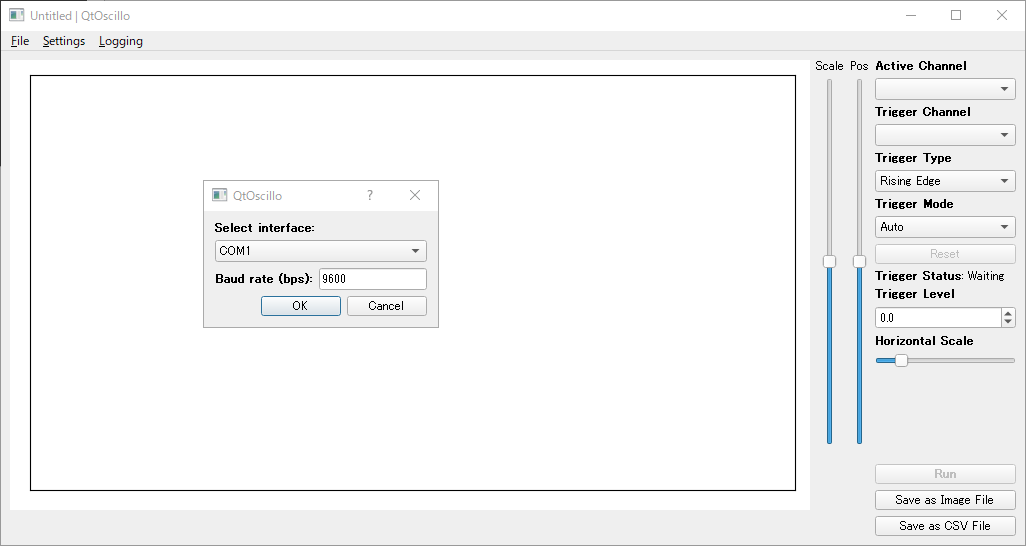 Untitled | QtOscillo
File Settings Logging
Scale Pos
Active Channel
Trigger Channel
Trigger Type
Rising Edge
Trigger Mode
Auto
Reset
Trigger Status: Waiting
Trigger Level
0.0
Horizontal Scale
Run
Save as Image File
Save as CSV File
QtOscillo ?
Select interface:
COM1
Baud rate (bps): 9600
OK Cancel